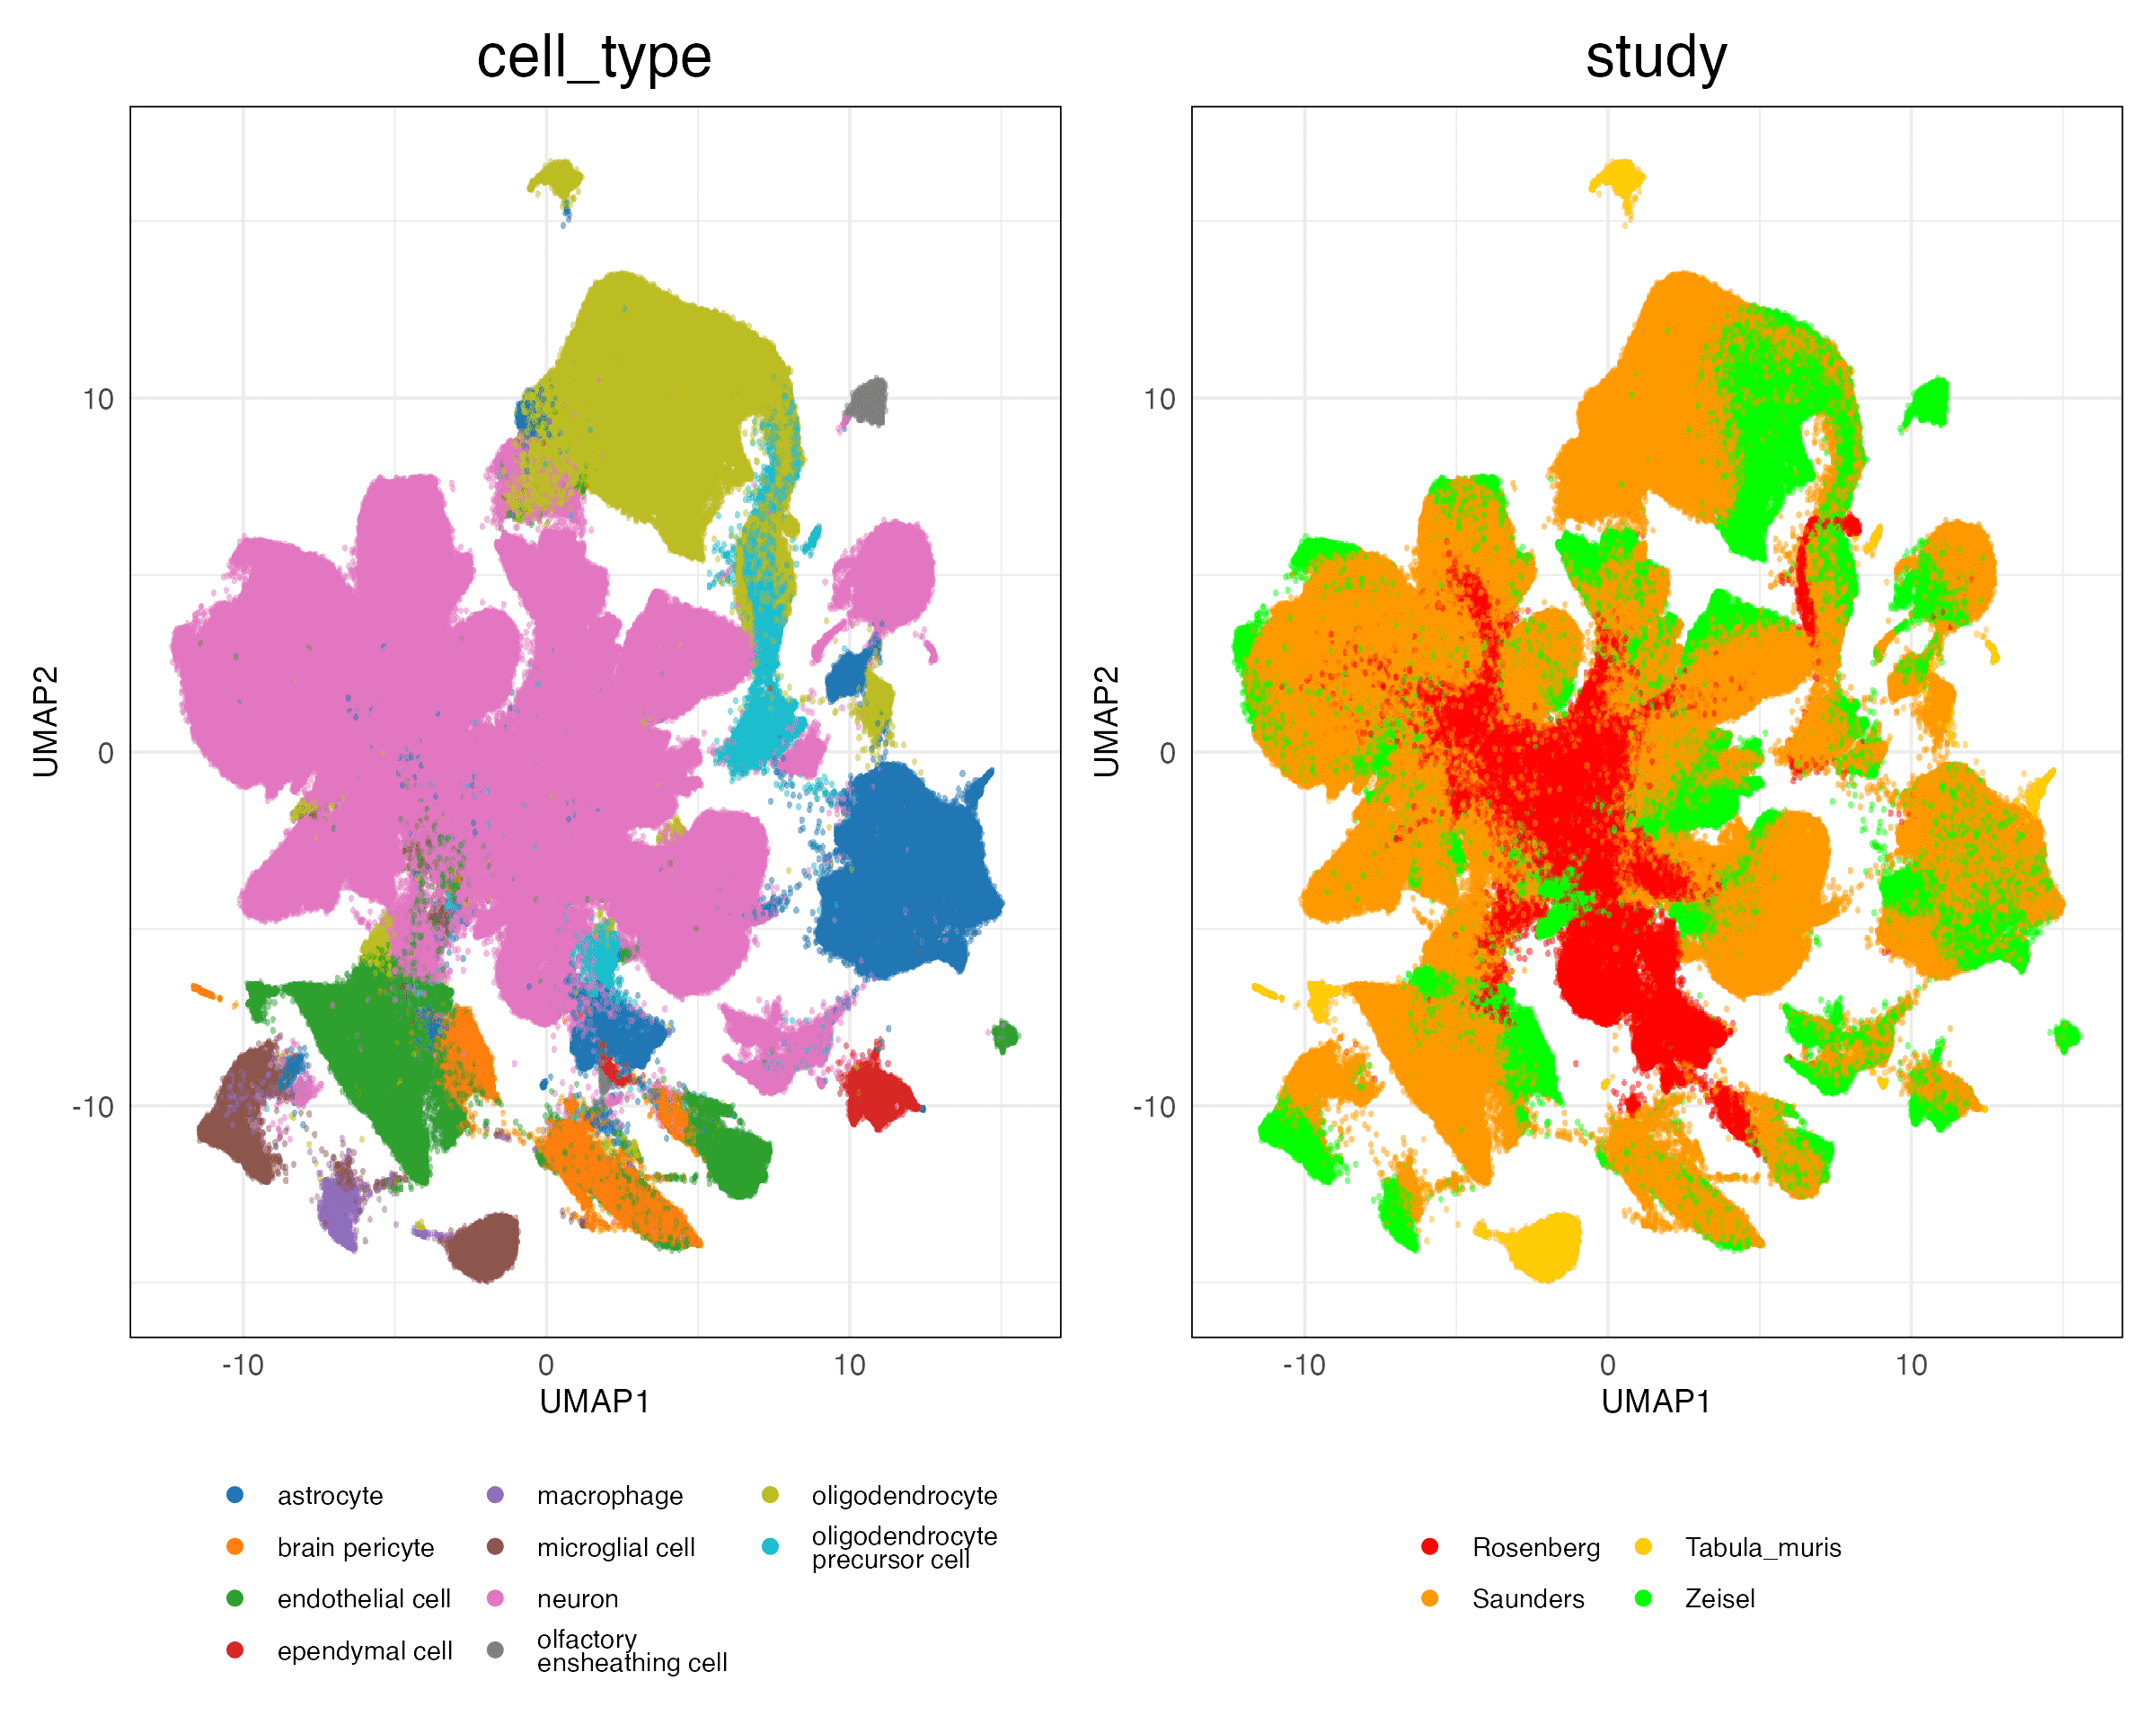 cell_type
study
UMAP2
10
0
-10
-10
0
10
UMAP1
UMAP2
10
0
-10
-10
0
10
UMAP1
astrocyte
brain pericyte
endothelial cell
ependymal cell
macrophage
microglial cell
neuron
olfactory
ensheathing cell
oligodendrocyte
oligodendrocyte
precursor cell
Rosenberg
Saunders
Tabula_muris
Zeisel